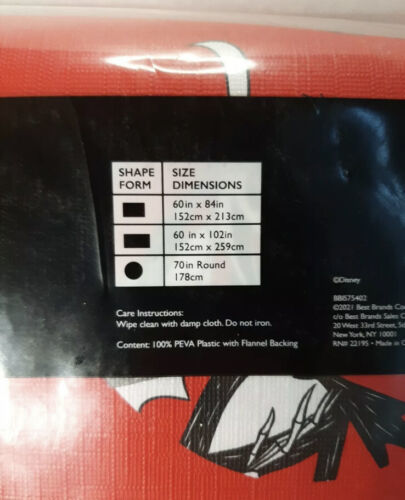 SHAPE FORM
SIZE DIMENSIONS
60in x 84in
152cm x 213cm
60 in x 102in
152cm x 259cm
70in Round
178cm
Care Instructions:
Wipe clean with damp cloth. Do not iron.
Content: 100% PEVA Plastic with Flannel Backing
©Disney
BBIS75402
©2021 Best Brands
c/o Best Brands Sales
20 West 33rd Street,
New York, NY 10001
RN# 22195 • Made in